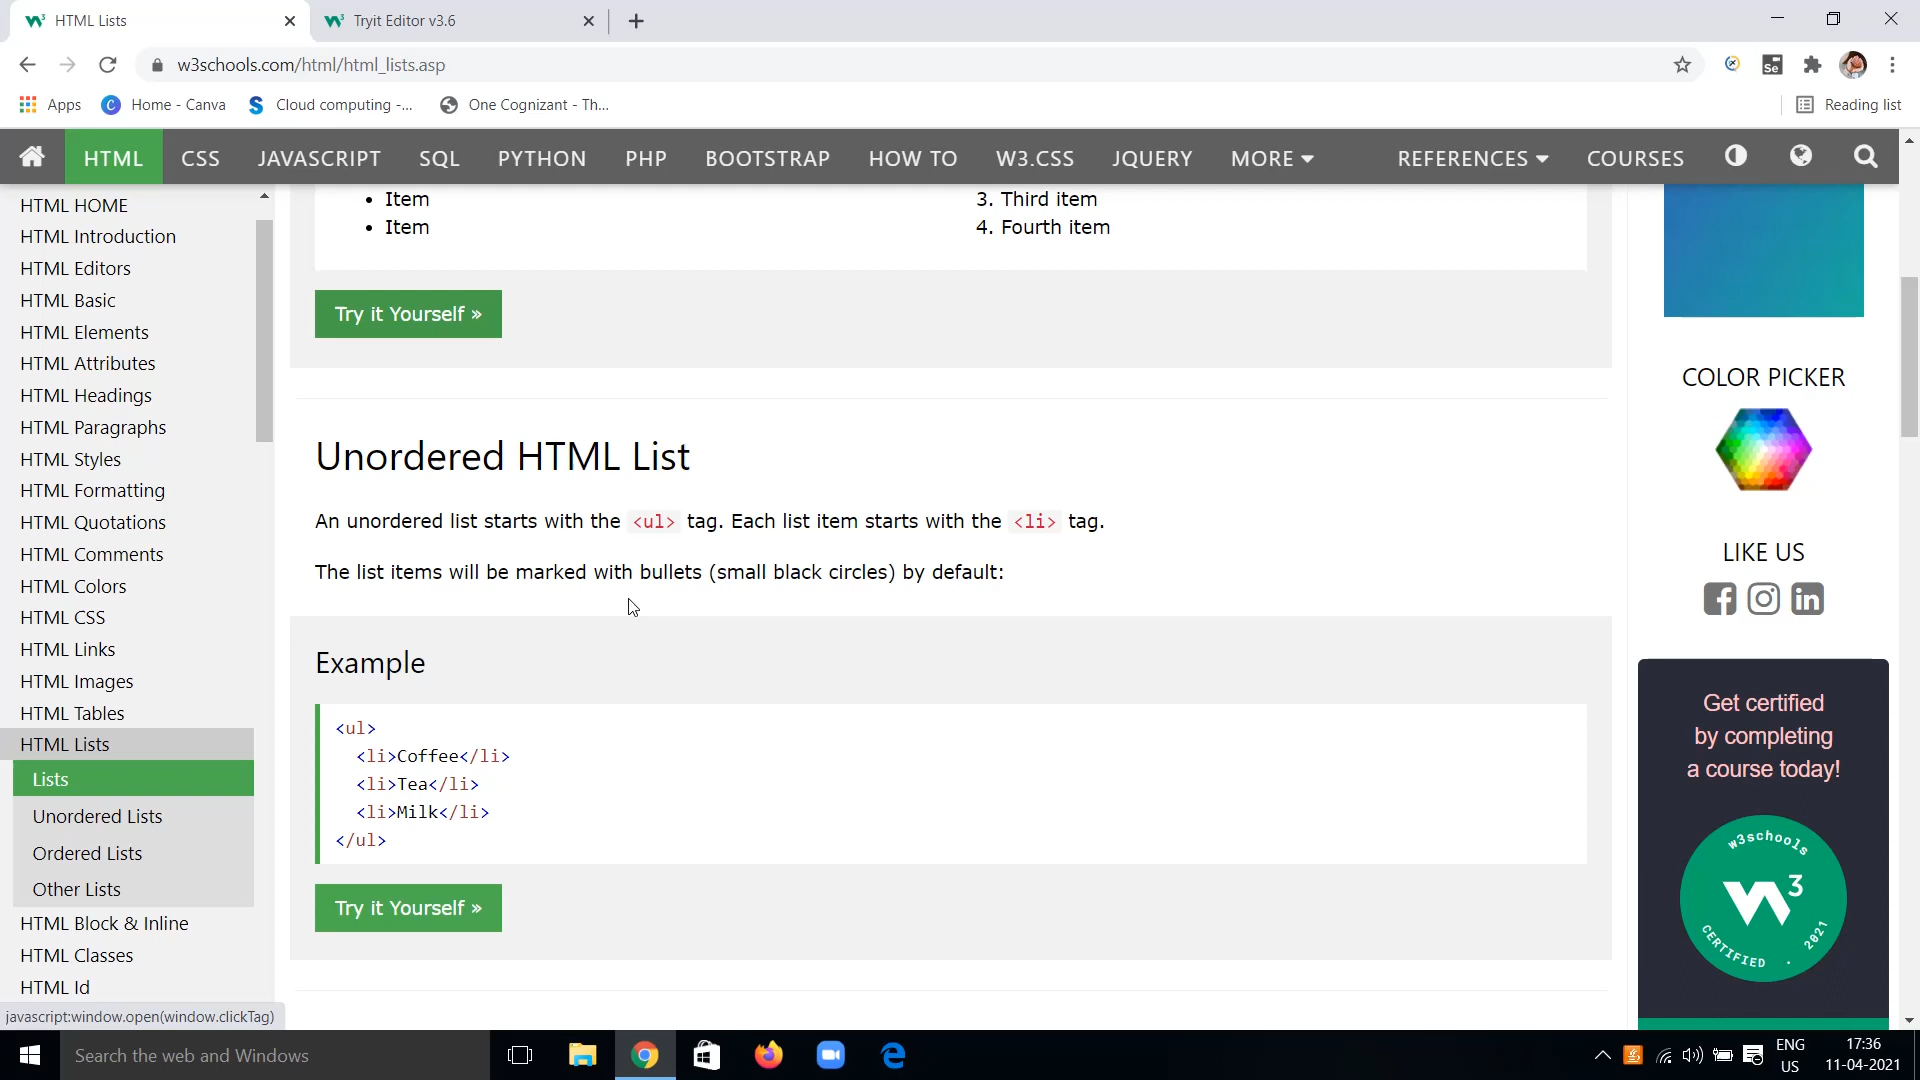 HTML Lists
Tryit Editor v3.6
w3schools.com/html/html_lists.asp
Se
Apps
Home - Canva
Cloud computing -...
One Cognizant - Th...
Reading list
HTML
CSS
JAVASCRIPT
SQL
PYTHON
PHP
BOOTSTRAP
HOW TO
W3.CSS
JQUERY
MORE
REFERENCES
COURSES
HTML HOME
HTML Introduction
HTML Editors
HTML Basic
HTML Elements
HTML Attributes
HTML Headings
HTML Paragraphs
HTML Styles
HTML Formatting
HTML Quotations
HTML Comments
HTML Colors
HTML CSS
HTML Links
HTML Images
HTML Tables
HTML Lists
Lists
Unordered Lists
Ordered Lists
Other Lists
HTML Block & Inline
HTML Classes
HTML Id
javascript:window.open(window.clickTag)
• Item
• Item
3. Third item
4. Fourth item
Try it Yourself »
Unordered HTML List
An unordered list starts with the <ul> tag. Each list item starts with the <li> tag.
The list items will be marked with bullets (small black circles) by default:
Example
<ul>
<li>Coffee</li>
<li>Tea</li>
<li>Milk</li>
</ul>
Try it Yourself »
COLOR PICKER
LIKE US
Get certified
by completing
a course today!
w3schools
W3
CERTIFIED . 2021
Search the web and Windows
ENG
US
17:36
11-04-2021